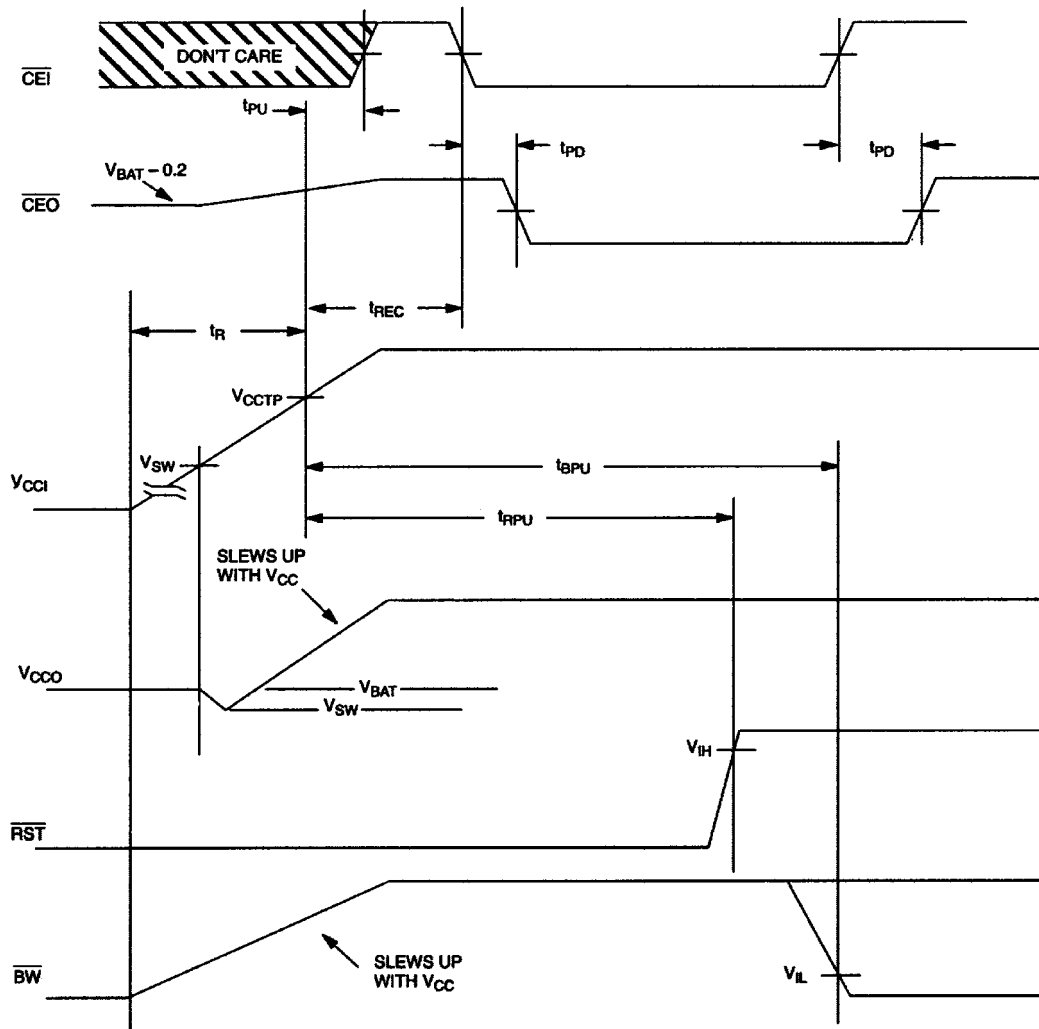 DON'T CARE
CEI
tPU
tPD
tPD
VBAT – 0.2
CEO
tREC
tR
VCCTP
VSW
tBPU
VCCI
tRPU
SLEWS UP
WITH VCC
VCCO
VBAT
VSW
VIH
RST
SLEWS UP
WITH VCC
BW
VIL